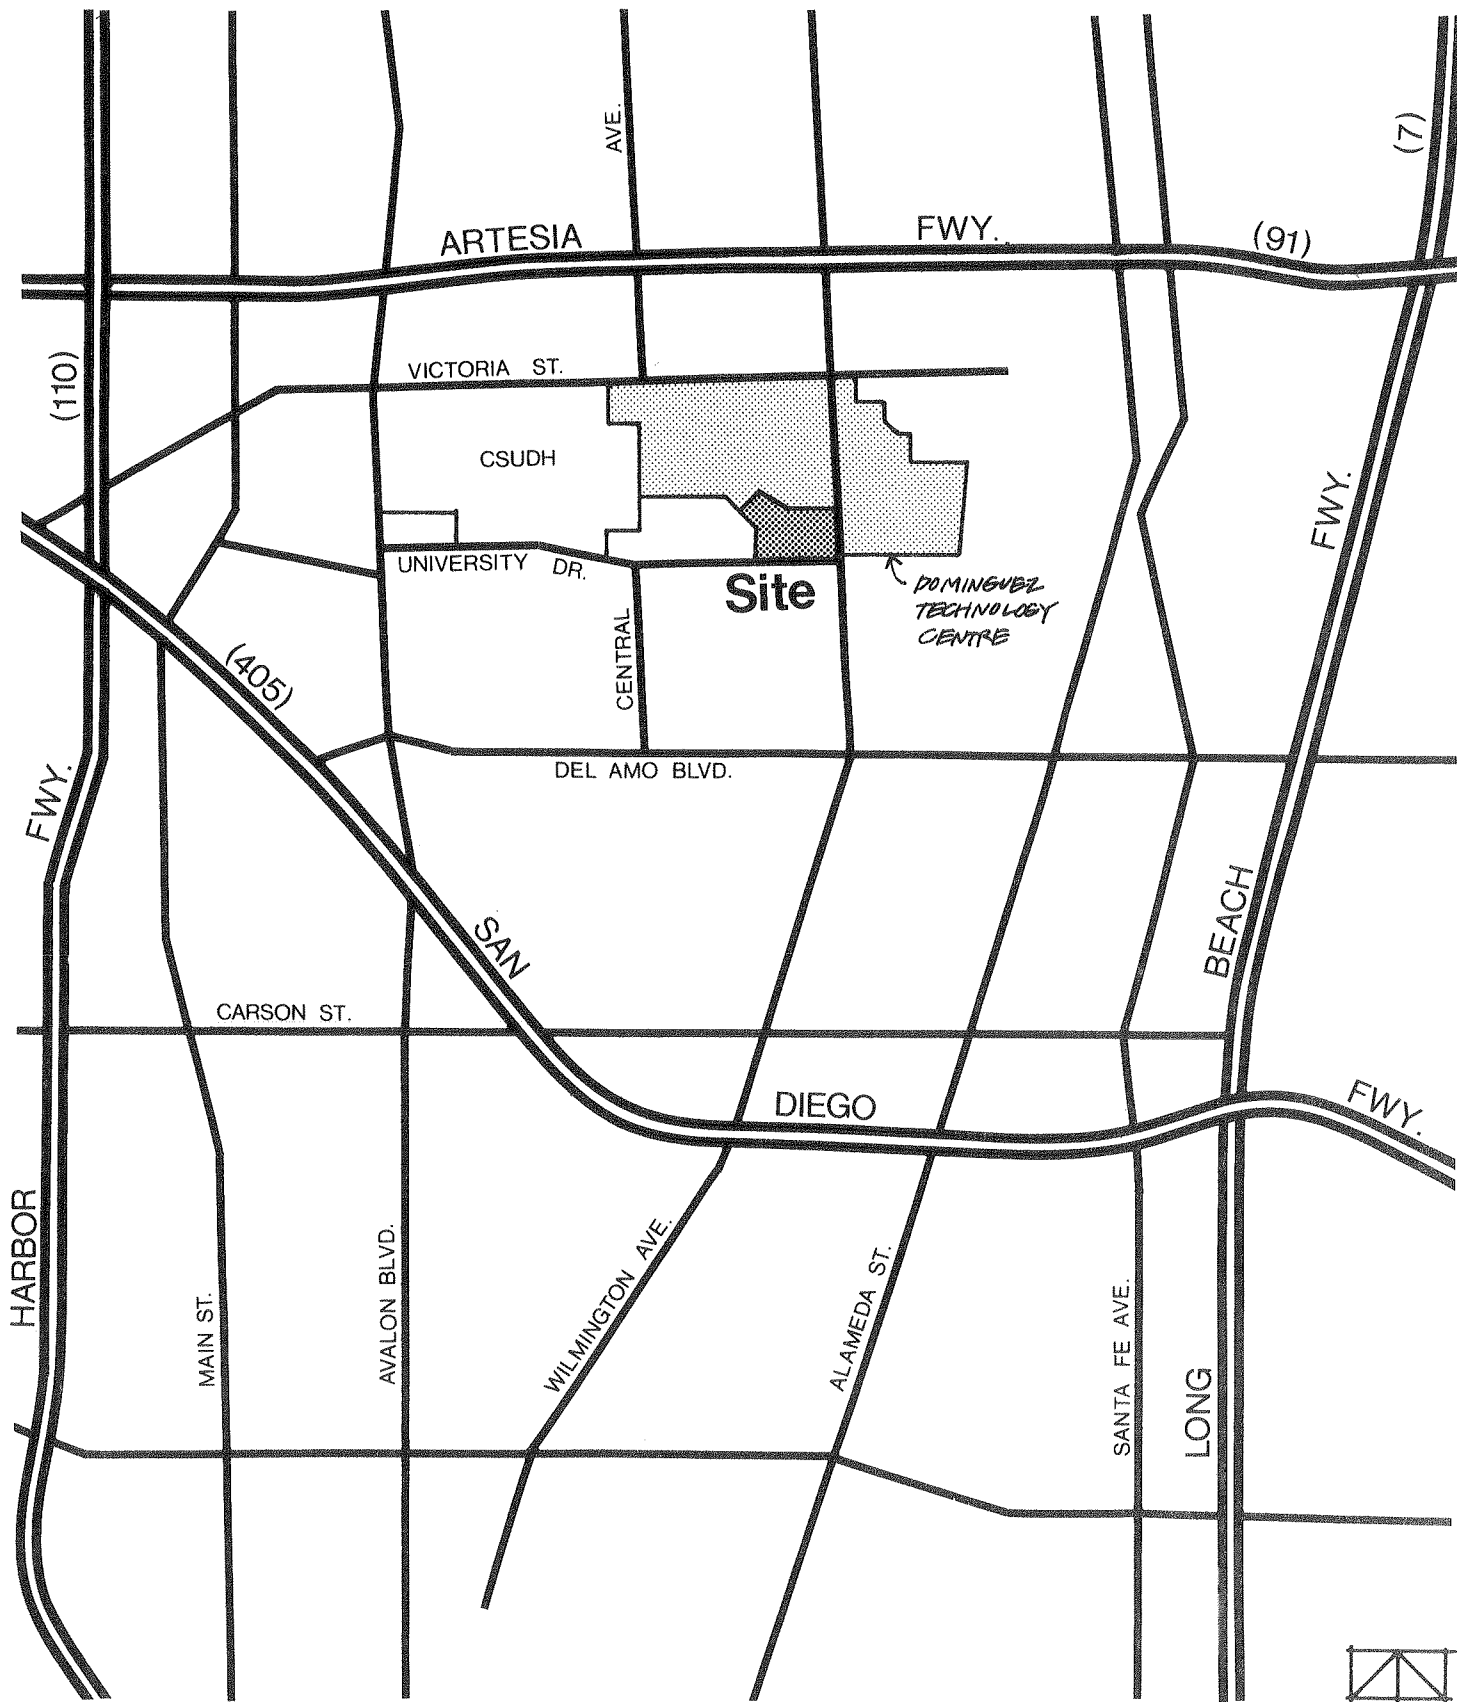 AVE.
(7)
ARTESIA
FWY.
(91)
(110)
VICTORIA ST.
CSUDH
FWY.
UNIVERSITY DR.
Site
DOMINGUEZ
TECHNOLOGY
CENTRE
CENTRAL
(405)
DEL AMO BLVD.
FWY.
BEACH
SAN
CARSON ST.
DIEGO
FWY.
HARBOR
MAIN ST.
AVALON BLVD.
WILMINGTON AVE.
ALAMEDA ST.
SANTA FE AVE.
LONG